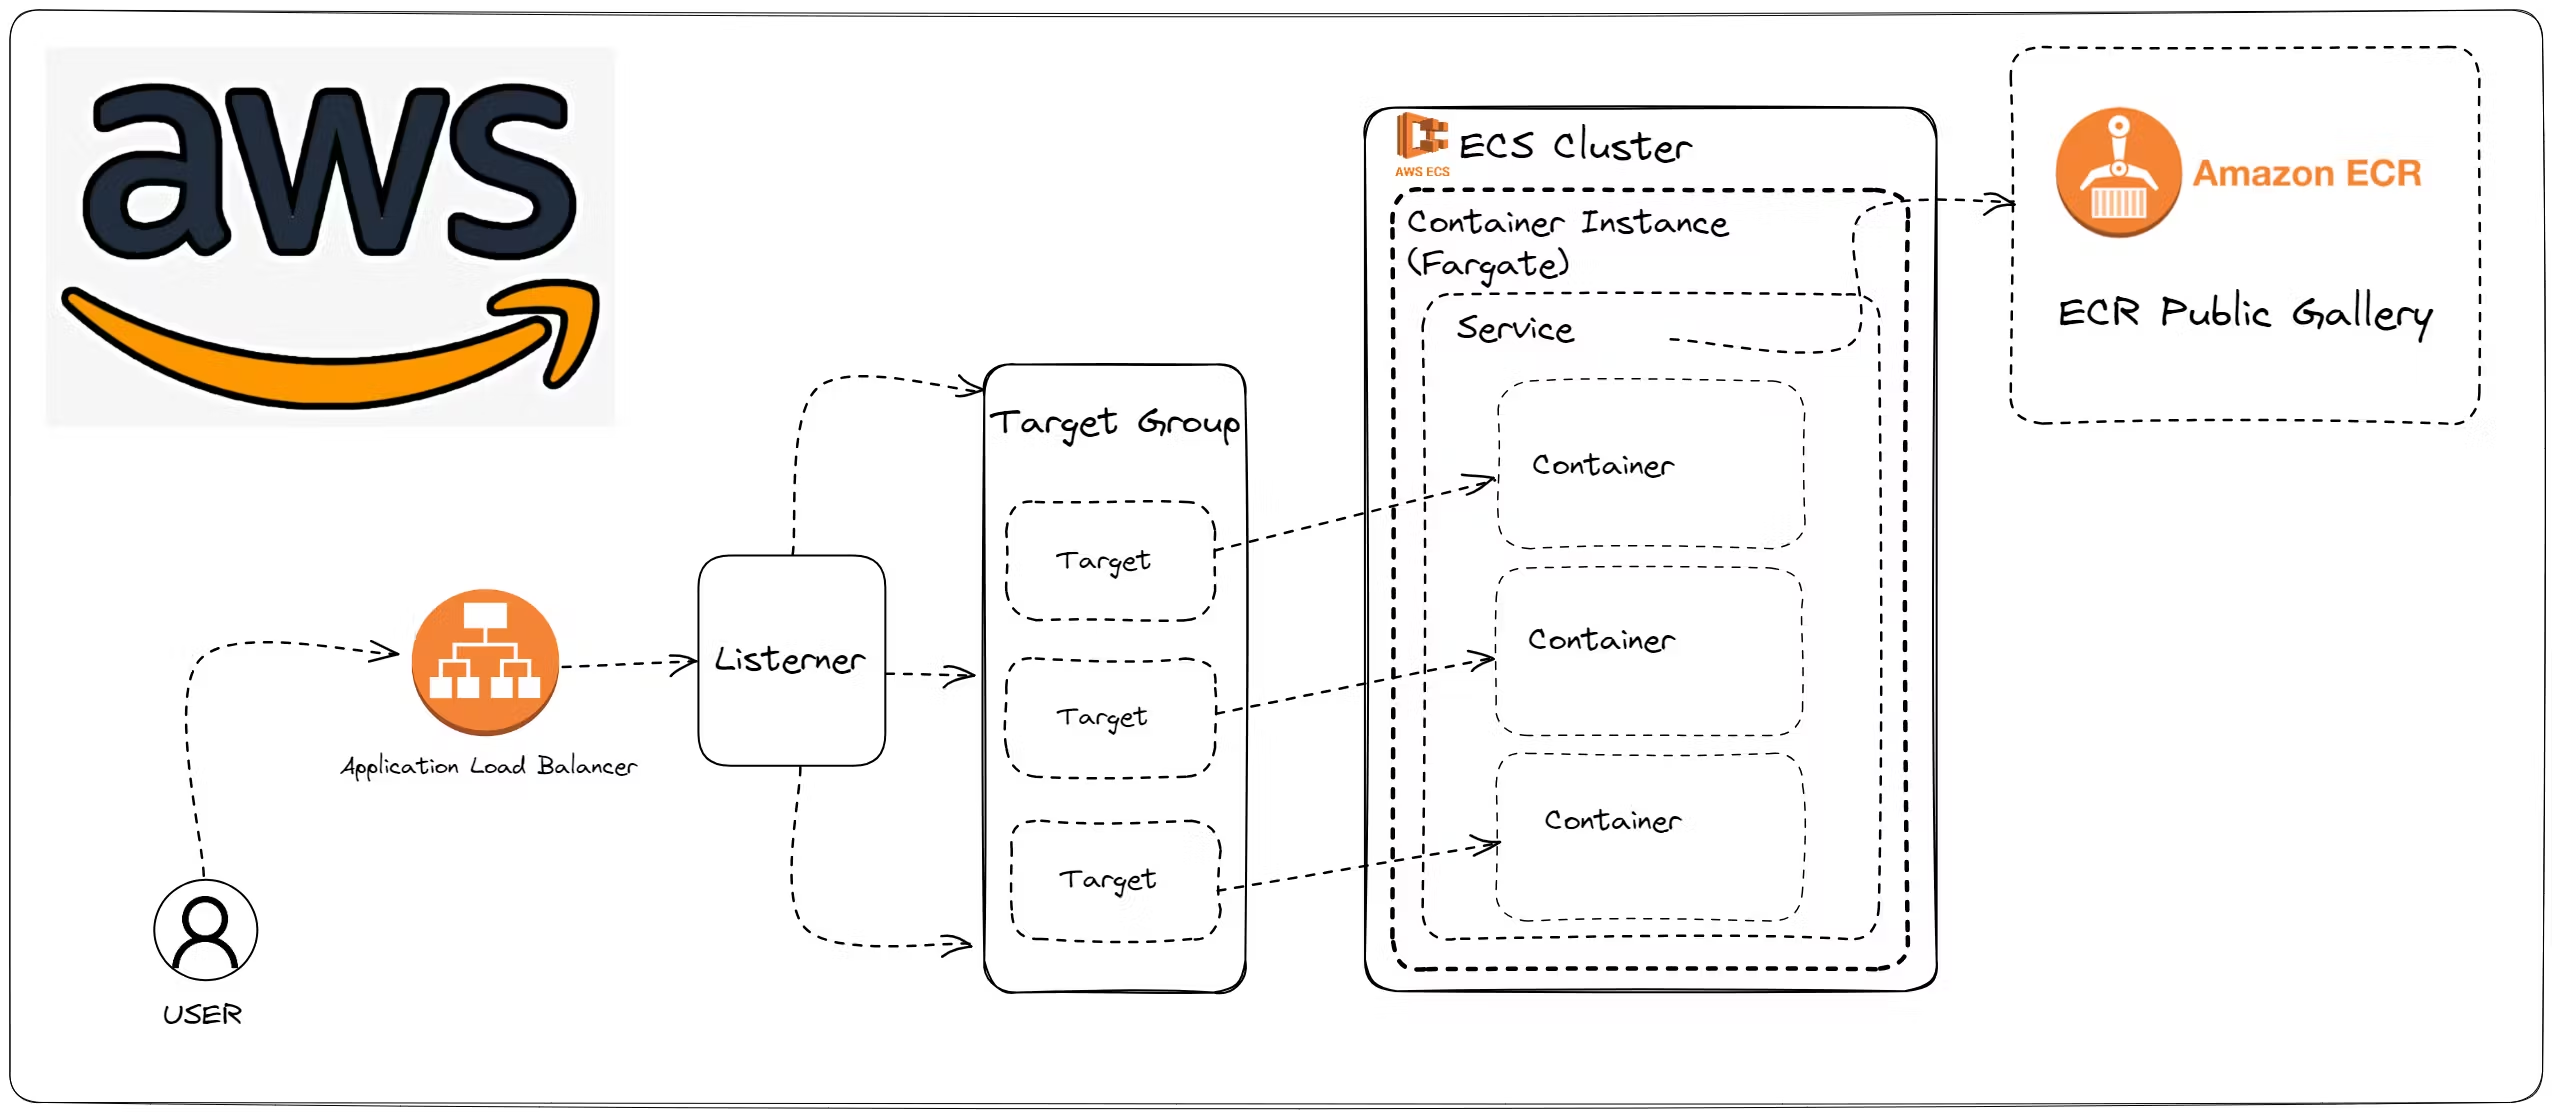 aws
AWS ECS
ECS Cluster
Container Instance
(Fargate)
Service
Container
Container
Container
Amazon ECR
ECR Public Gallery
Target Group
Target
Target
Target
Listerner
Application Load Balancer
USER